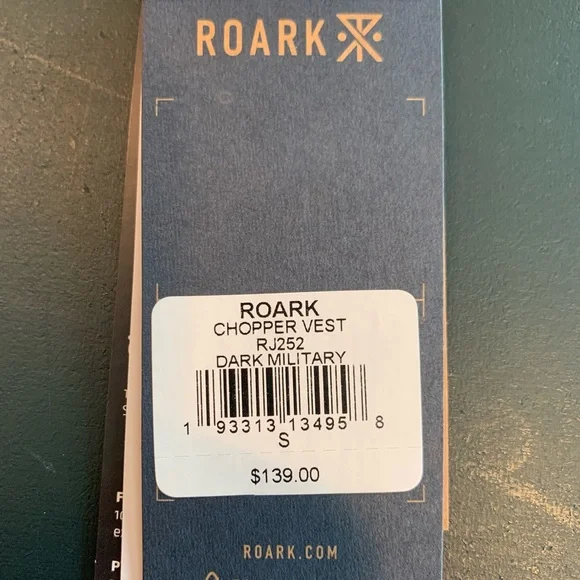 ROARK
ROARK
CHOPPER VEST
RJ252
DARK MILITARY
1 93313 13495 8
S
$139.00
ROARK.COM